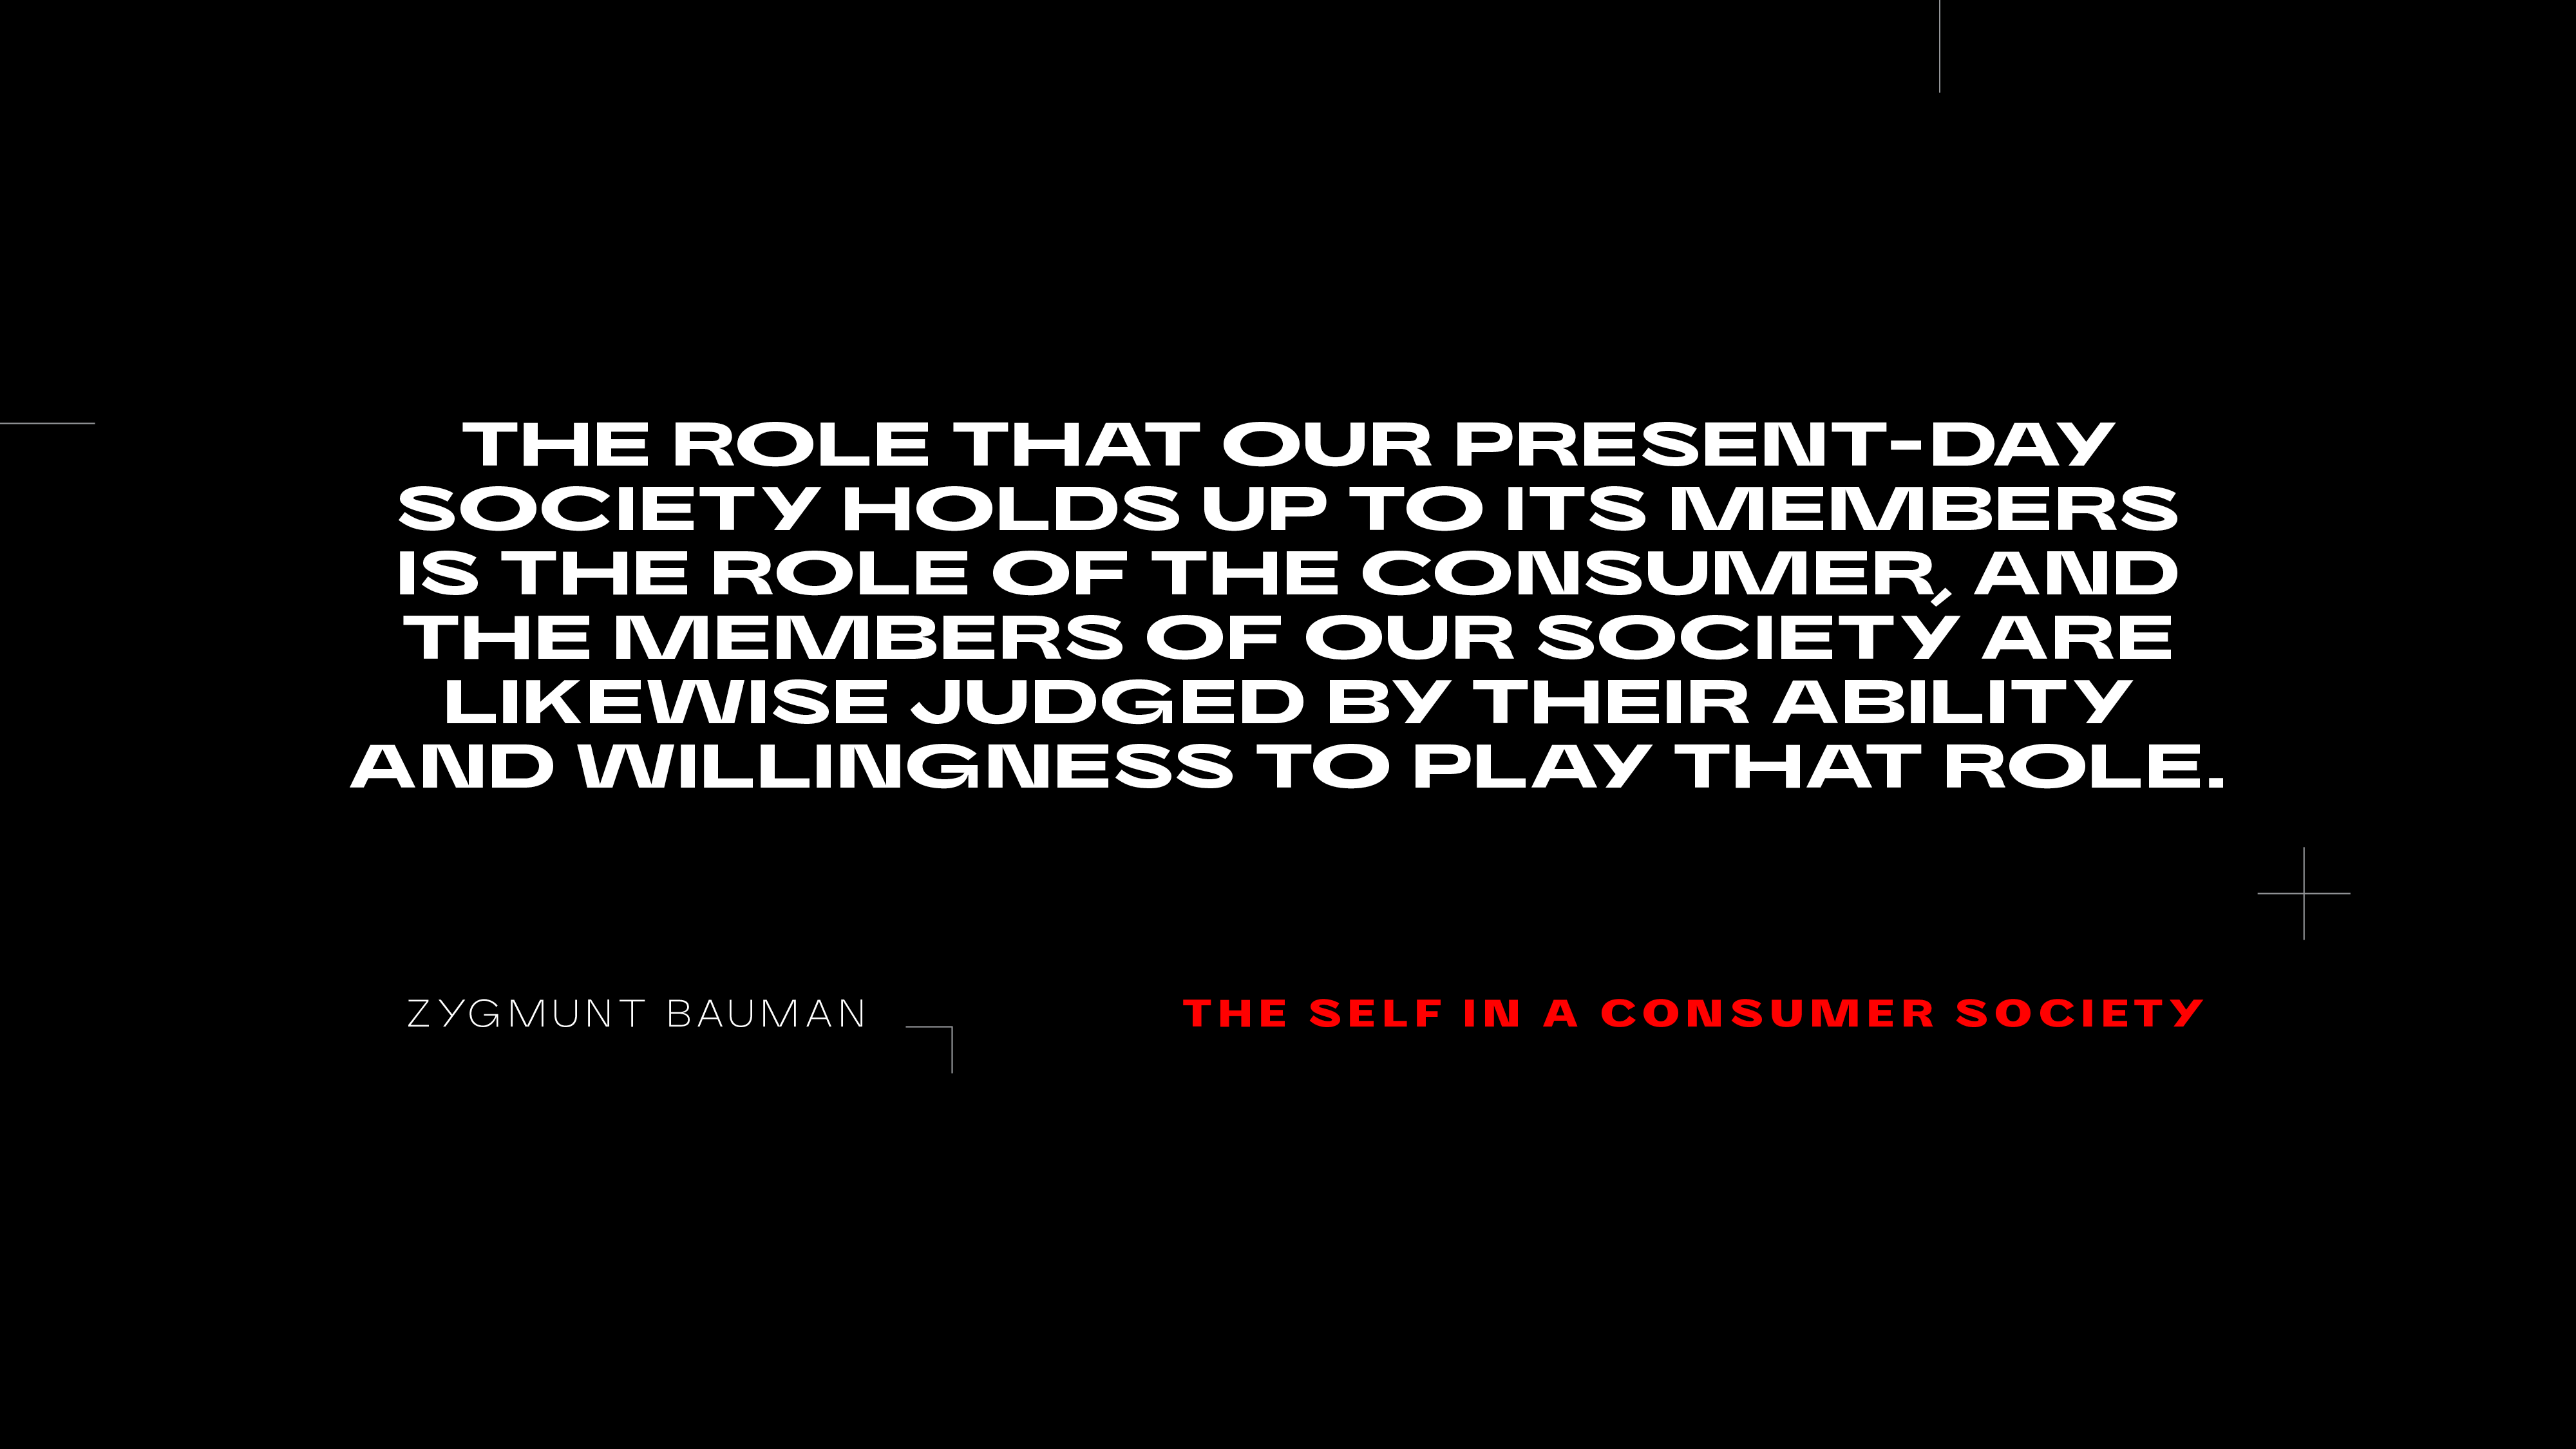 THE ROLE THAT OUR PRESENT-DAY
SOCIETY HOLDS UP TO ITS MEMBERS
IS THE ROLE OF THE CONSUMER, AND
THE MEMBERS OF OUR SOCIETY ARE
LIKEWISE JUDGED BY THEIR ABILITY
AND WILLINGNESS TO PLAY THAT ROLE.
ZYGMUNT BAUMAN
THE SELF IN A CONSUMER SOCIETY